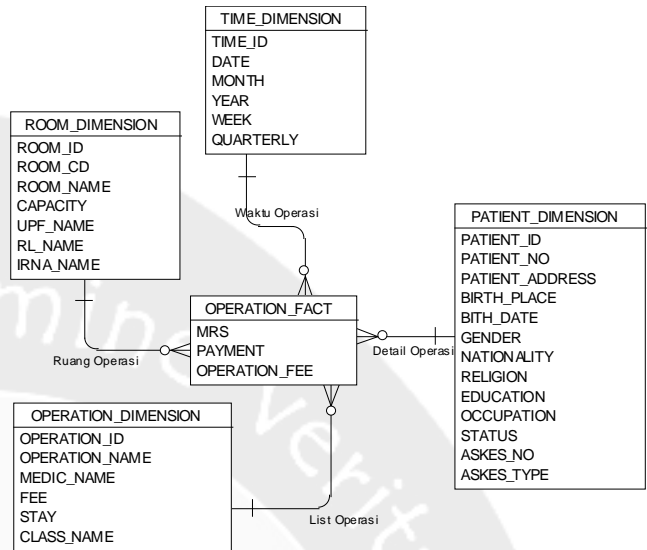 TIME_DIMENSION
TIME_ID
DATE
MONTH
YEAR
WEEK
QUARTERLY
ROOM_DIMENSION
ROOM_ID
ROOM_CD
ROOM_NAME
CAPACITY
UPF_NAME
RL_NAME
IRNA_NAME
Waktu Operasi
PATIENT_DIMENSION
PATIENT_ID
PATIENT_NO
PATIENT_ADDRESS
BIRTH_PLACE
BITH_DATE
GENDER
NATIONALITY
RELIGION
EDUCATION
OCCUPATION
STATUS
ASKES_NO
ASKES_TYPE
OPERATION_FACT
MRS
PAYMENT
OPERATION_FEE
Ruang Operasi
Detail Operasi
OPERATION_DIMENSION
OPERATION_ID
OPERATION_NAME
MEDIC_NAME
FEE
STAY
CLASS_NAME
List Operasi